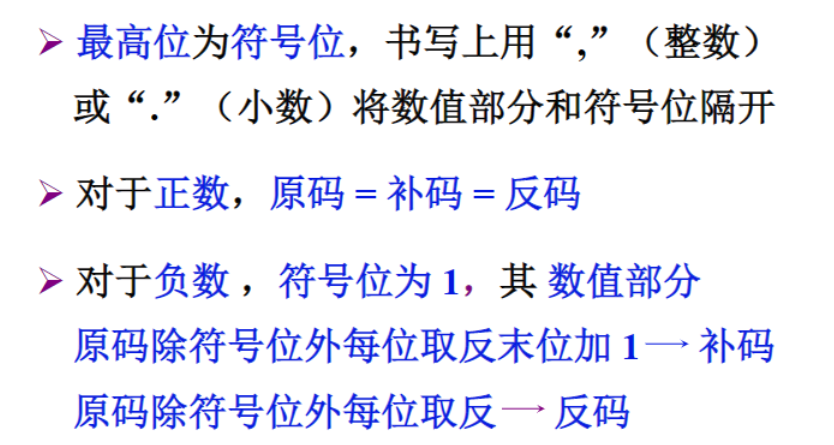 ➢ 最高位为符号位，书写上用“,”（整数）
或“.”（小数）将数值部分和符号位隔开
➢ 对于正数，原码 = 补码 = 反码
➢ 对于负数 ，符号位为 1，其 数值部分
原码除符号位外每位取反末位加 1 → 补码
原码除符号位外每位取反 → 反码